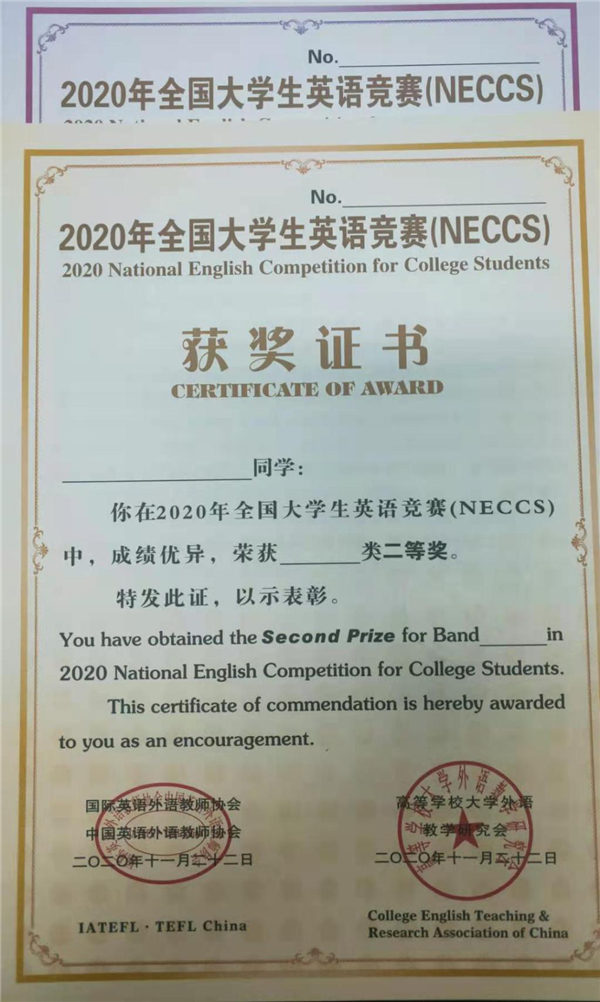 No.
2020年全国大学生英语竞赛(NECCS)
No.
2020年全国大学生英语竞赛(NECCS)
2020 National English Competition for College Students
获奖证书
CERTIFICATE OF AWARD
同学：
你在2020年全国大学生英语竞赛(NECCS)
中，成绩优异，荣获 类二等奖。
特发此证，以示表彰。
You have obtained the Second Prize for Band in
2020 National English Competition for College Students.
This certificate of commendation is hereby awarded
to you as an encouragement.
国际英语外语教师协会
中国英语外语教师协会
二〇二〇年十一月二十二日
IATEFL · TEFL China
高等学校大学外语
教学研究会
二〇二〇年十一月二十二日
College English Teaching &
Research Association of China